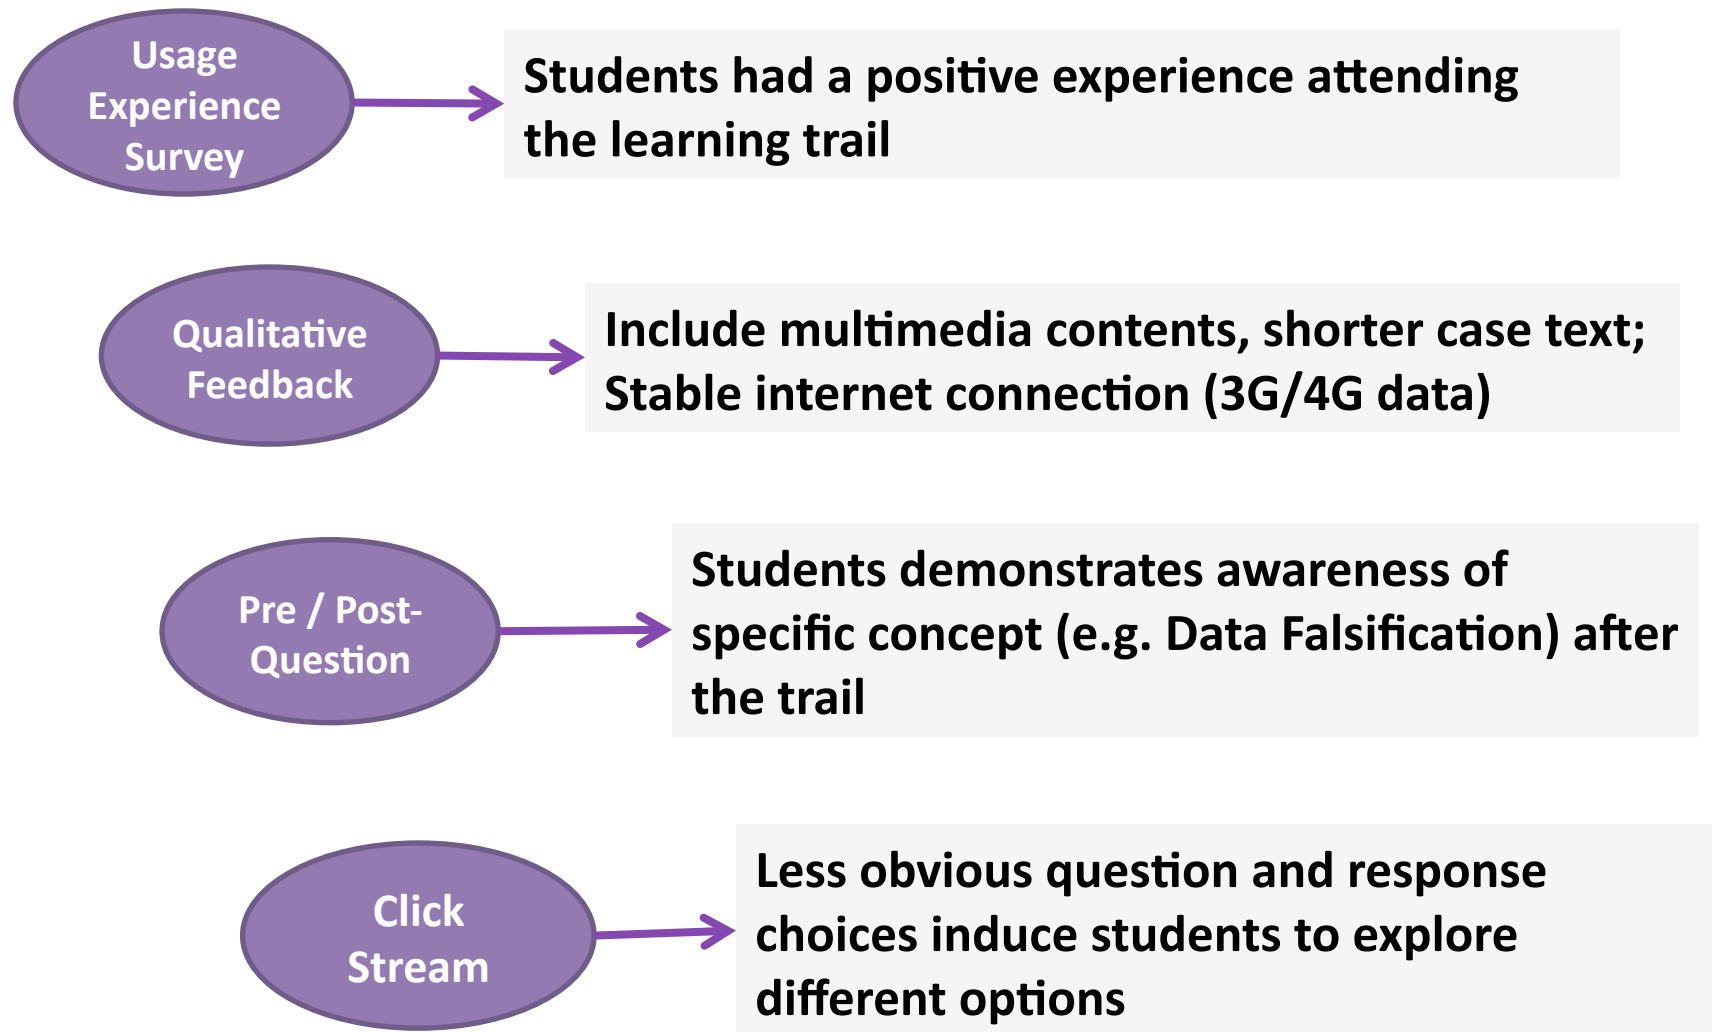 Usage
Experience
Survey
Students had a positive experience attending
the learning trail
Qualitative
Feedback
Include multimedia contents, shorter case text;
Stable internet connection (3G/4G data)
Pre / Post-
Question
Students demonstrates awareness of
specific concept (e.g. Data Falsification) after
the trail
Click
Stream
Less obvious question and response
choices induce students to explore
different options